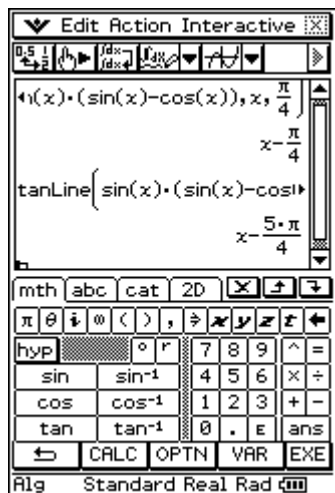 Edit Action Interactive
(x)·(sin(x)-cos(x)),x,π/4)
x-π/4
tanLine(sin(x)·(sin(x)-cos
x-5·π/4
mth abc cat 2D
π θ i ∞ ( ) , ⇒ x y z t ←
hyp ° r 7 8 9 ^ =
sin sin⁻¹ 4 5 6 × ÷
cos cos⁻¹ 1 2 3 + -
tan tan⁻¹ 0 . E ans
CALC OPTN VAR EXE
Alg Standard Real Rad